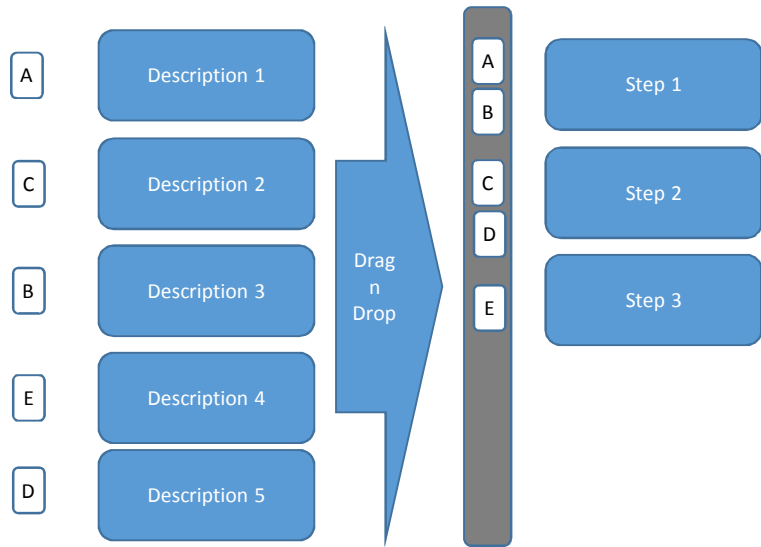 A
Description 1
C
Description 2
B
Description 3
E
Description 4
D
Description 5
Drag
n
Drop
A
B
C
D
E
Step 1
Step 2
Step 3